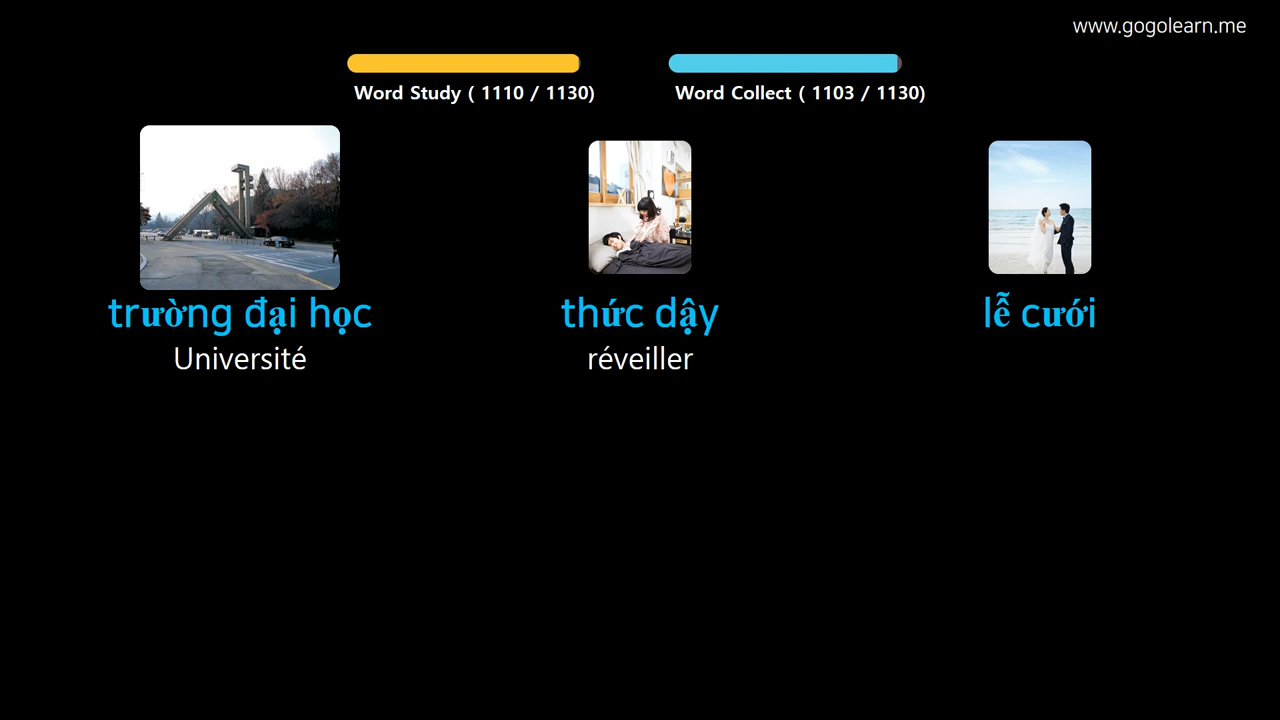 www.gogolearn.me
Word Study ( 1110 / 1130)
Word Collect ( 1103 / 1130)
trường đại học
Université
thức dậy
réveiller
lễ cưới